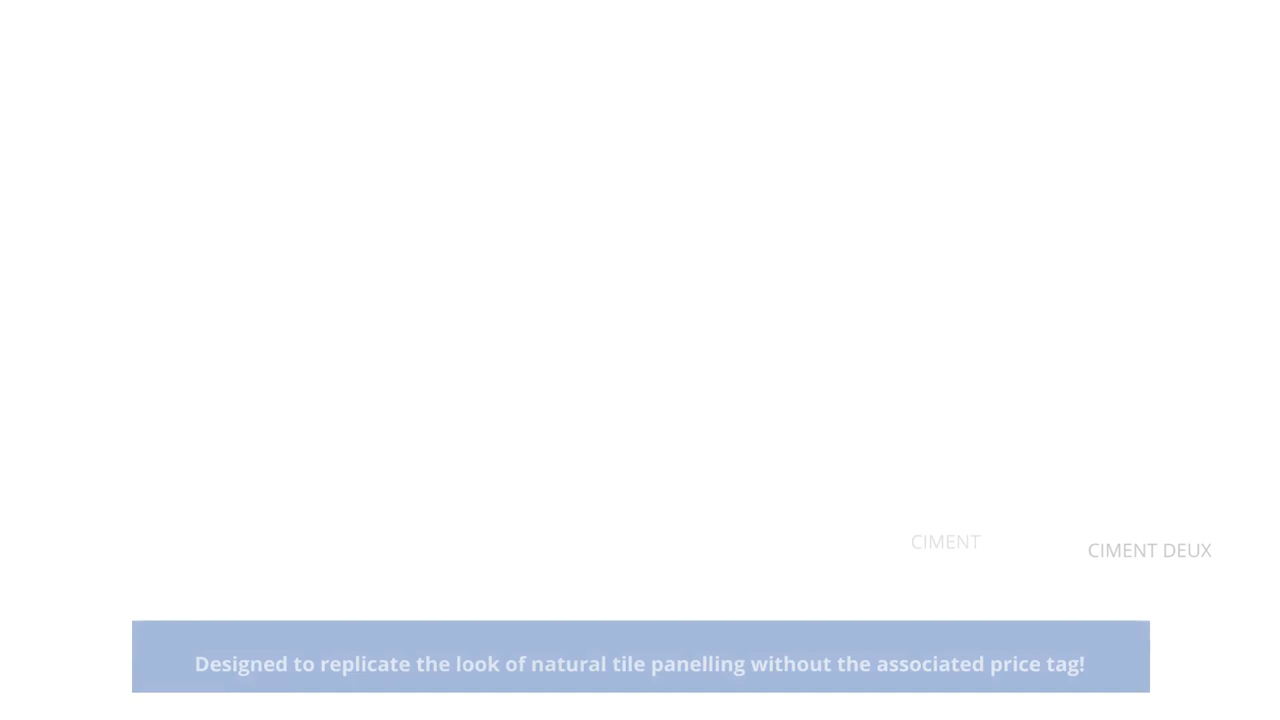 CIMENT
CIMENT DEUX
Designed to replicate the look of natural tile panelling without the associated price tag!